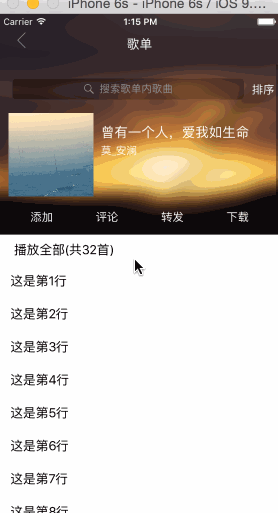 iPhone 6s - iPhone 6s / iOS 9....
Carrier 1:15 PM
歌单
搜索歌单内歌曲 排序
曾有一个人，爱我如生命
莫_安澜
添加 评论 转发 下载
播放全部(共32首)
这是第1行
这是第2行
这是第3行
这是第4行
这是第5行
这是第6行
这是第7行
这是第8行